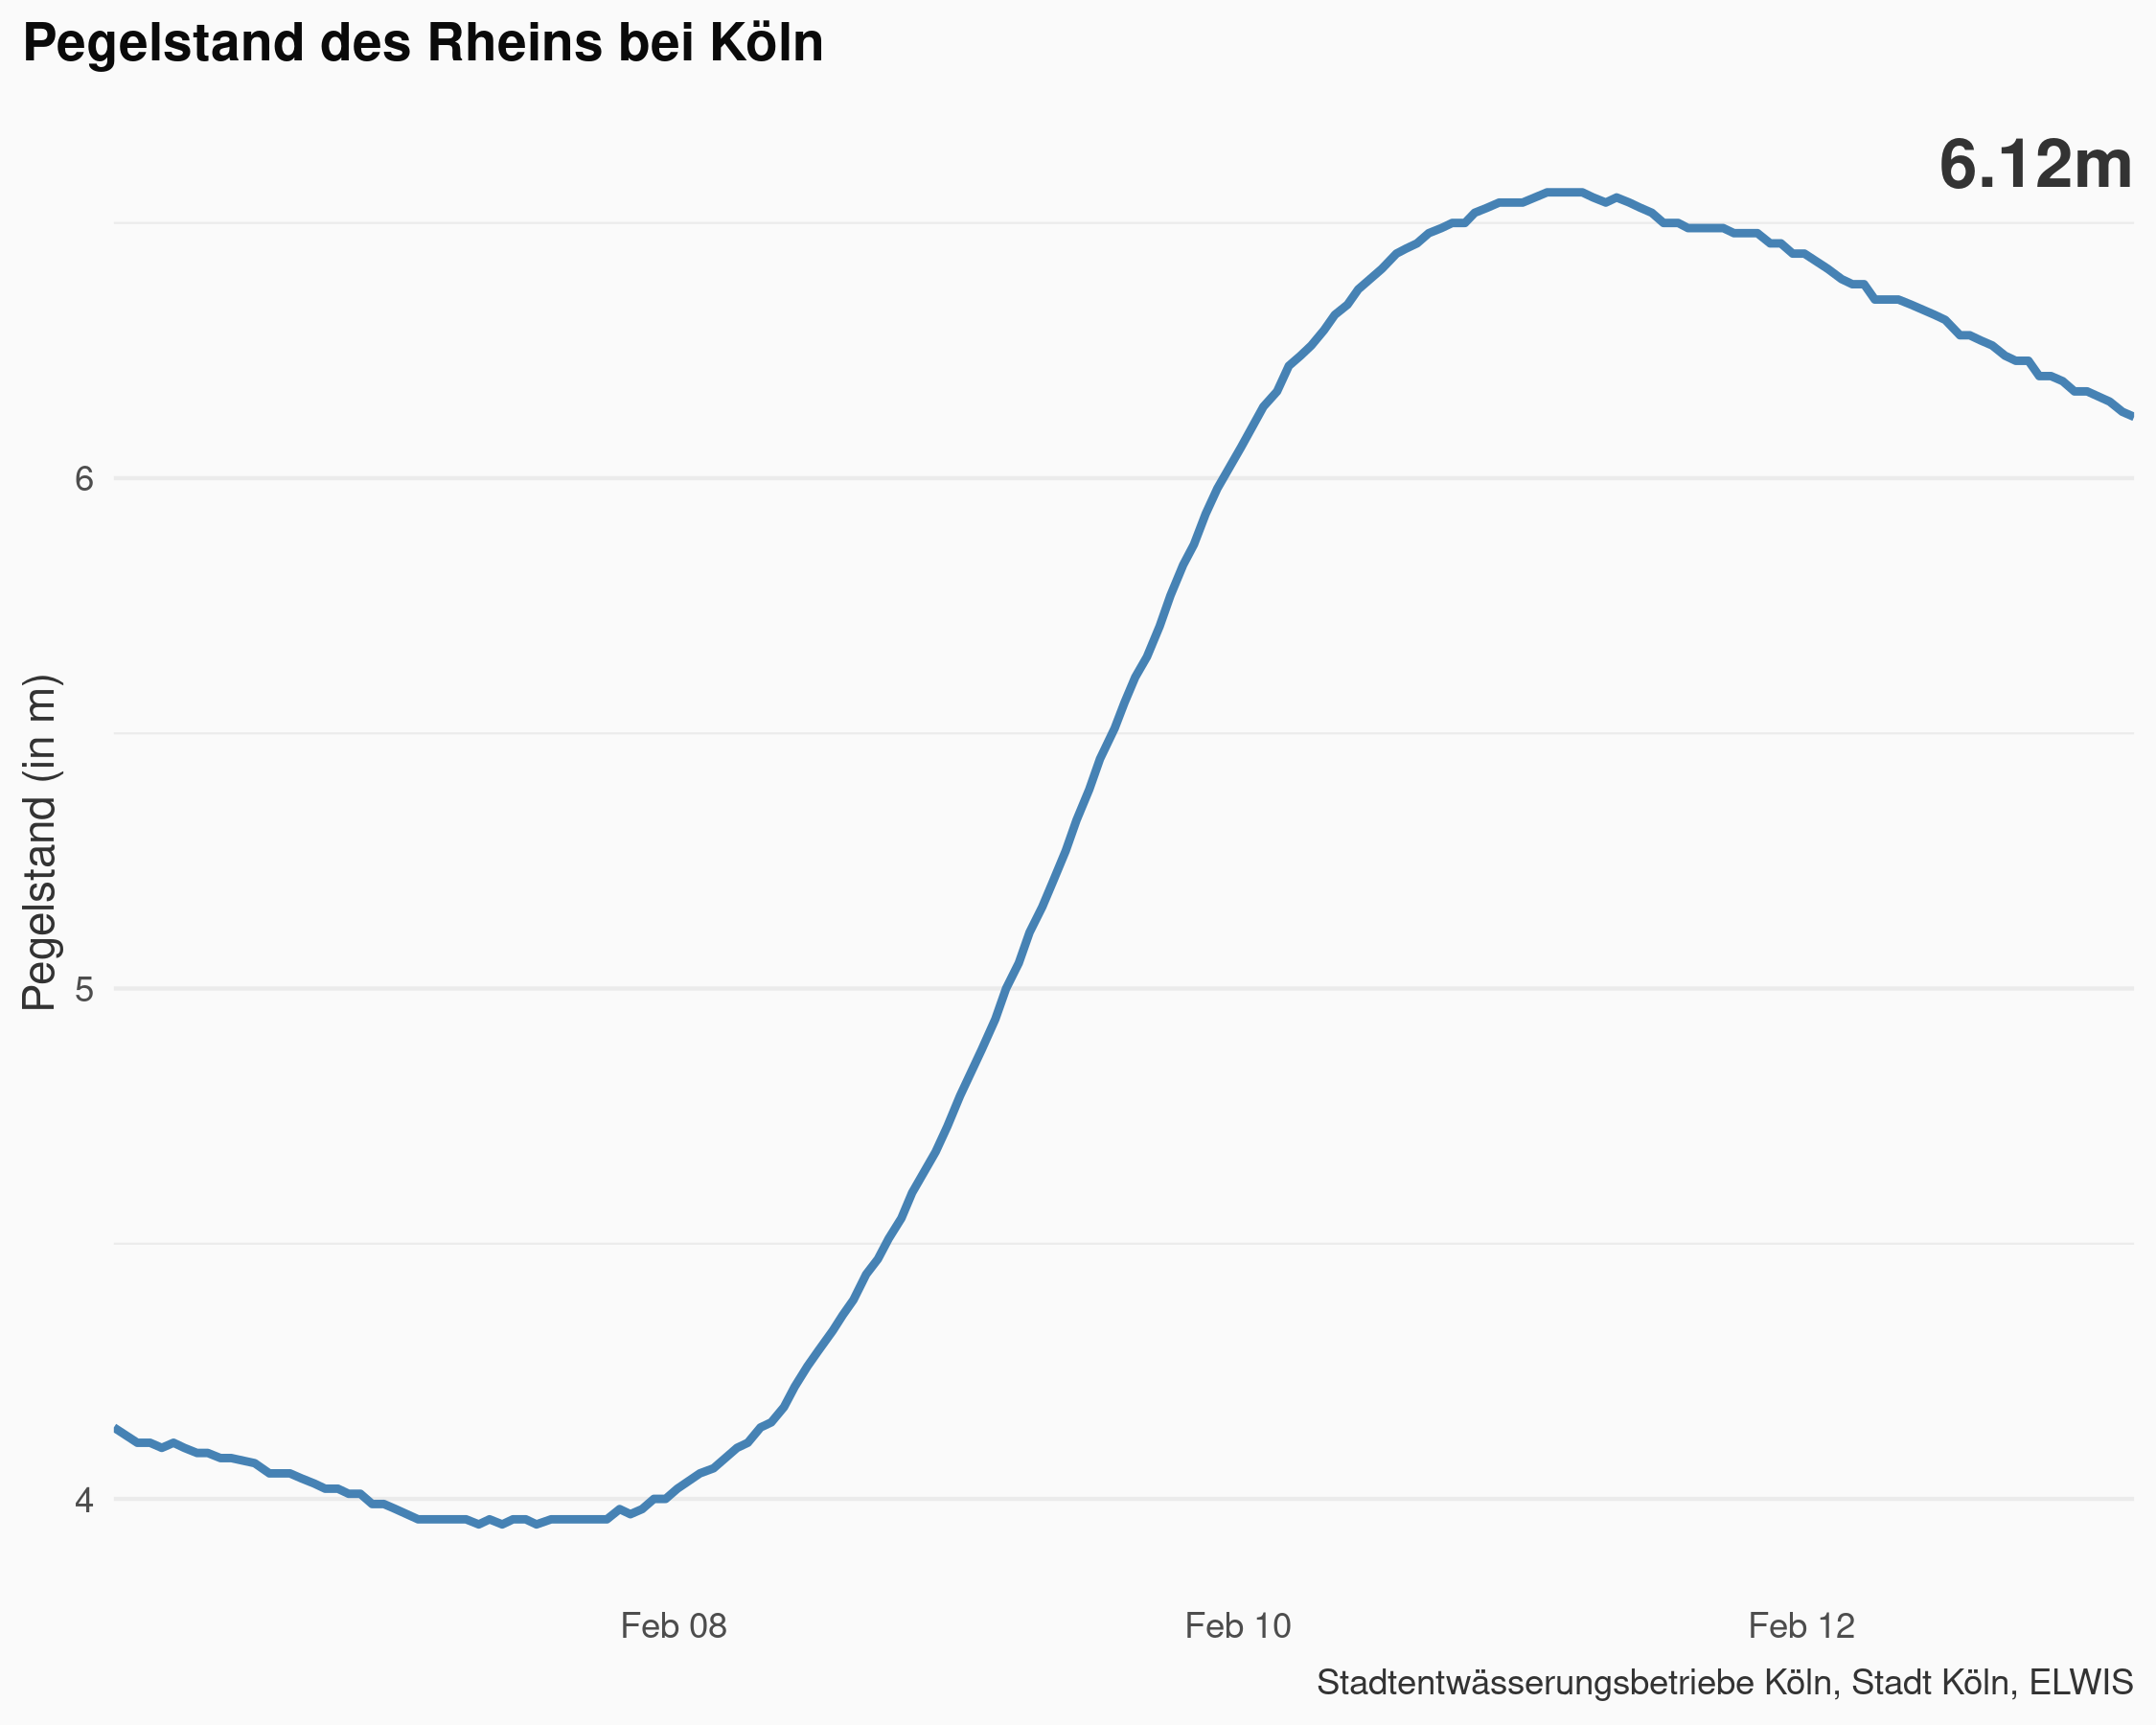 Pegelstand des Rheins bei Köln
6.12m
Pegelstand (in m)
6
5
4
Feb 08
Feb 10
Feb 12
Stadtentwässerungsbetriebe Köln, Stadt Köln, ELWIS